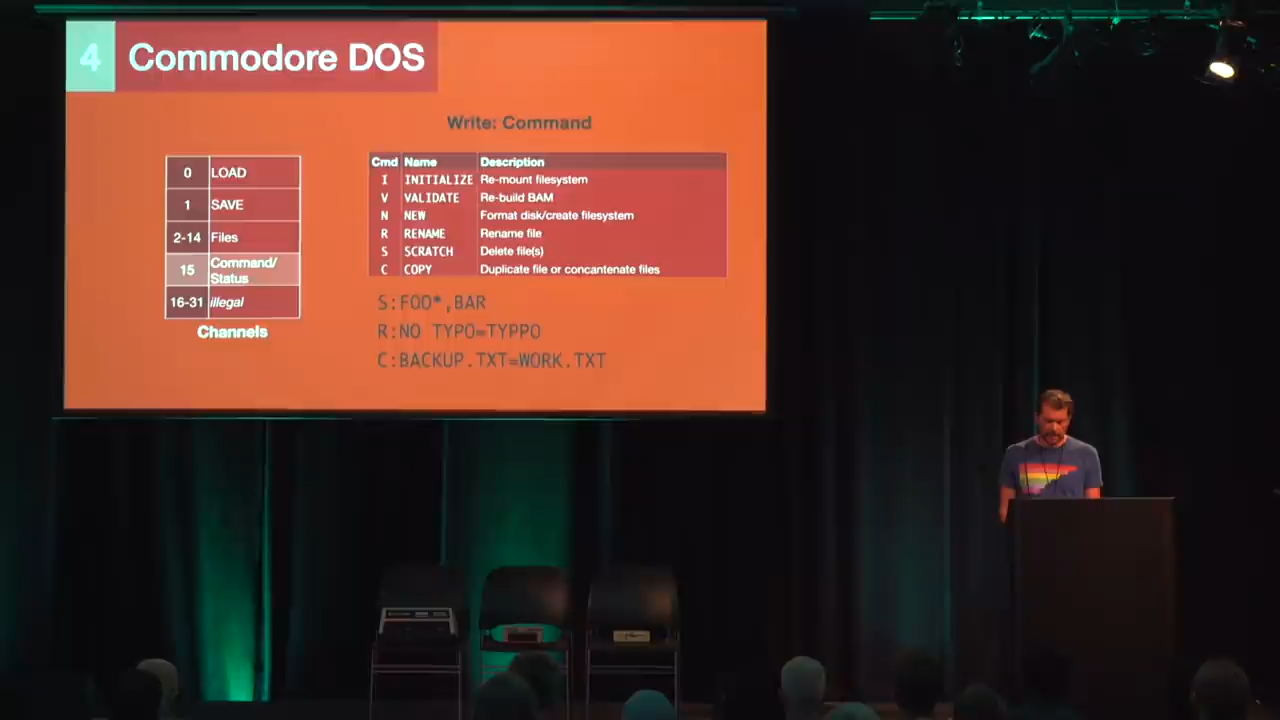 4 Commodore DOS
Write: Command
0 LOAD
1 SAVE
2-14 Files
15 Command/
Status
16-31 illegal
Channels
Cmd Name Description
I INITIALIZE Re-mount filesystem
V VALIDATE Re-build BAM
N NEW Format disk/create filesystem
R RENAME Rename file
S SCRATCH Delete file(s)
C COPY Duplicate file or concantenate files
S:FOO*,BAR
R:NO TYPO=TYPPO
C:BACKUP.TXT=WORK.TXT